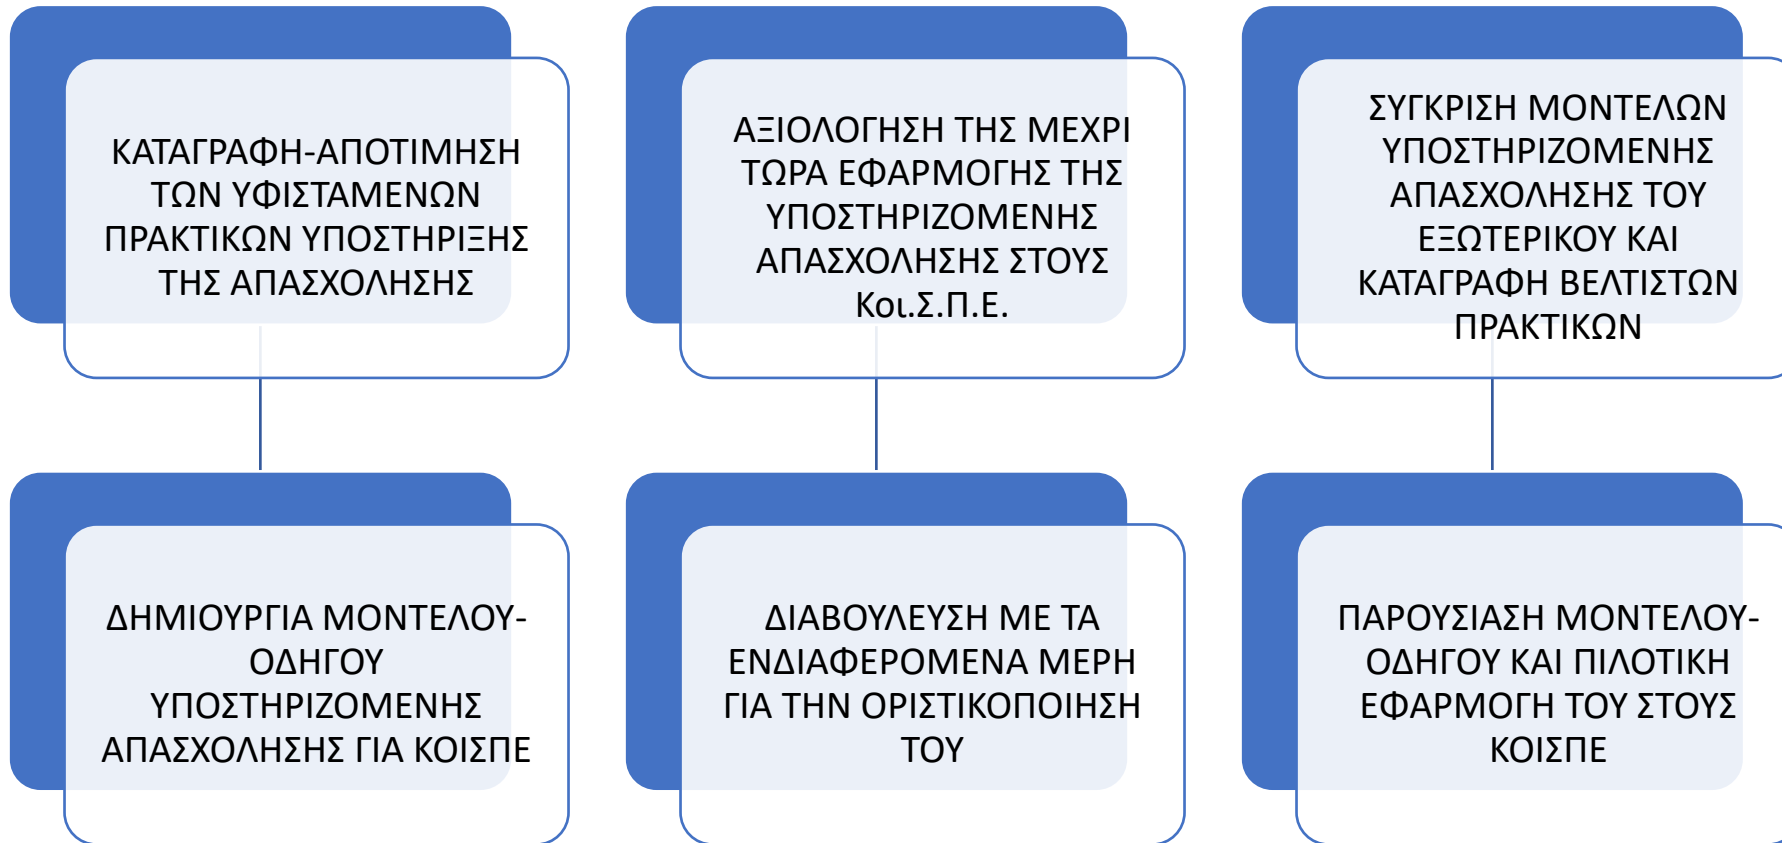 ΚΑΤΑΓΡΑΦΗ-ΑΠΟΤΙΜΗΣΗ
ΤΩΝ ΥΦΙΣΤΑΜΕΝΩΝ
ΠΡΑΚΤΙΚΩΝ ΥΠΟΣΤΗΡΙΞΗΣ
ΤΗΣ ΑΠΑΣΧΟΛΗΣΗΣ
ΑΞΙΟΛΟΓΗΣΗ ΤΗΣ ΜΕΧΡΙ
ΤΩΡΑ ΕΦΑΡΜΟΓΗΣ ΤΗΣ
ΥΠΟΣΤΗΡΙΖΟΜΕΝΗΣ
ΑΠΑΣΧΟΛΗΣΗΣ ΣΤΟΥΣ
Κοι.Σ.Π.Ε.
ΣΥΓΚΡΙΣΗ ΜΟΝΤΕΛΩΝ
ΥΠΟΣΤΗΡΙΖΟΜΕΝΗΣ
ΑΠΑΣΧΟΛΗΣΗΣ ΤΟΥ
ΕΞΩΤΕΡΙΚΟΥ ΚΑΙ
ΚΑΤΑΓΡΑΦΗ ΒΕΛΤΙΣΤΩΝ
ΠΡΑΚΤΙΚΩΝ
ΔΗΜΙΟΥΡΓΙΑ ΜΟΝΤΕΛΟΥ-
ΟΔΗΓΟΥ
ΥΠΟΣΤΗΡΙΖΟΜΕΝΗΣ
ΑΠΑΣΧΟΛΗΣΗΣ ΓΙΑ ΚΟΙΣΠΕ
ΔΙΑΒΟΥΛΕΥΣΗ ΜΕ ΤΑ
ΕΝΔΙΑΦΕΡΟΜΕΝΑ ΜΕΡΗ
ΓΙΑ ΤΗΝ ΟΡΙΣΤΙΚΟΠΟΙΗΣΗ
ΤΟΥ
ΠΑΡΟΥΣΙΑΣΗ ΜΟΝΤΕΛΟΥ-
ΟΔΗΓΟΥ ΚΑΙ ΠΙΛΟΤΙΚΗ
ΕΦΑΡΜΟΓΗ ΤΟΥ ΣΤΟΥΣ
ΚΟΙΣΠΕ